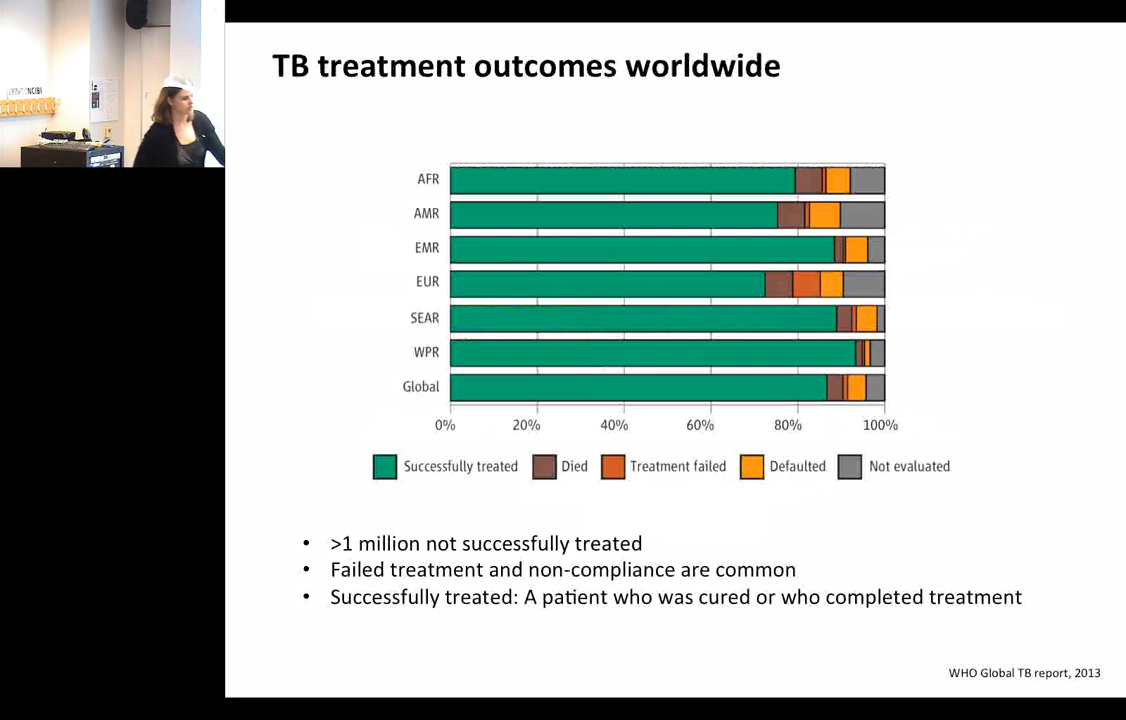 TB treatment outcomes worldwide
AFR
AMR
EMR
EUR
SEAR
WPR
Global
0% 20% 40% 60% 80% 100%
Successfully treated Died Treatment failed Defaulted Not evaluated
• >1 million not successfully treated
• Failed treatment and non-compliance are common
• Successfully treated: A patient who was cured or who completed treatment
WHO Global TB report, 2013